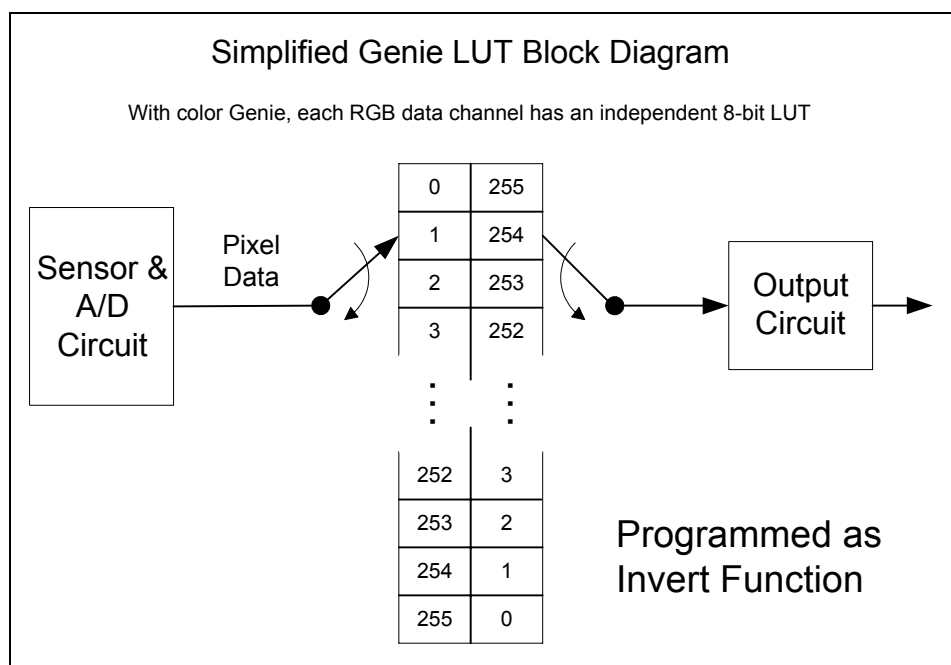 Simplified Genie LUT Block Diagram
With color Genie, each RGB data channel has an independent 8-bit LUT
Sensor &
A/D
Circuit
Pixel
Data
0 255
1 254
2 253
3 252
252 3
253 2
254 1
255 0
Output
Circuit
Programmed as
Invert Function